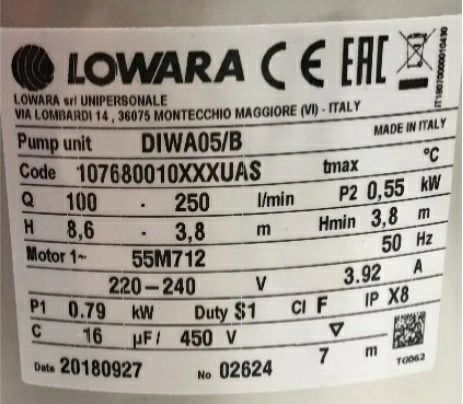 LOWARA CE EAC
LOWARA srl UNIPERSONALE
VIA LOMBARDI 14 , 36075 MONTECCHIO MAGGIORE (VI) - ITALY
Pump unit DIWA05/B MADE IN ITALY
Code 107680010XXXUAS tmax °C
Q 100 - 250 l/min P2 0,55 kW
H 8,6 - 3,8 m Hmin 3,8 m
Motor 1~ 55M712 50 Hz
220-240 V 3.92 A
P1 0.79 kW Duty S1 Cl F IP X8
C 16 µF/ 450 V
Date 20180927 No 02624 7 m